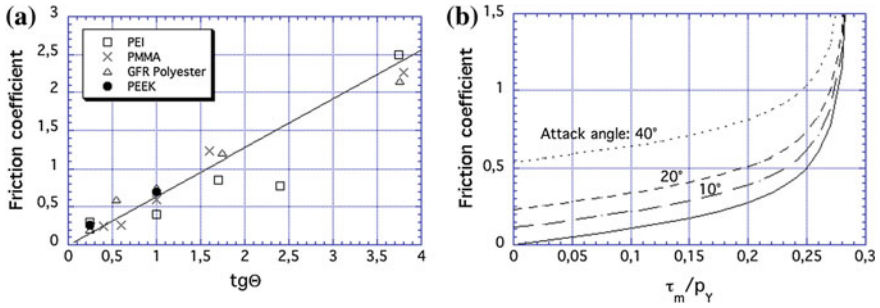 (a)
3
2,5
2
1,5
1
0,5
0
Friction coefficient
PEI
PMMA
GFR Polyester
PEEK
0 0,5 1 1,5 2 2,5 3 3,5 4
tgΘ
(b)
1,5
1
0,5
0
Friction coefficient
Attack angle: 40°
20°
10°
0 0,05 0,1 0,15 0,2 0,25 0,3
τm/pY